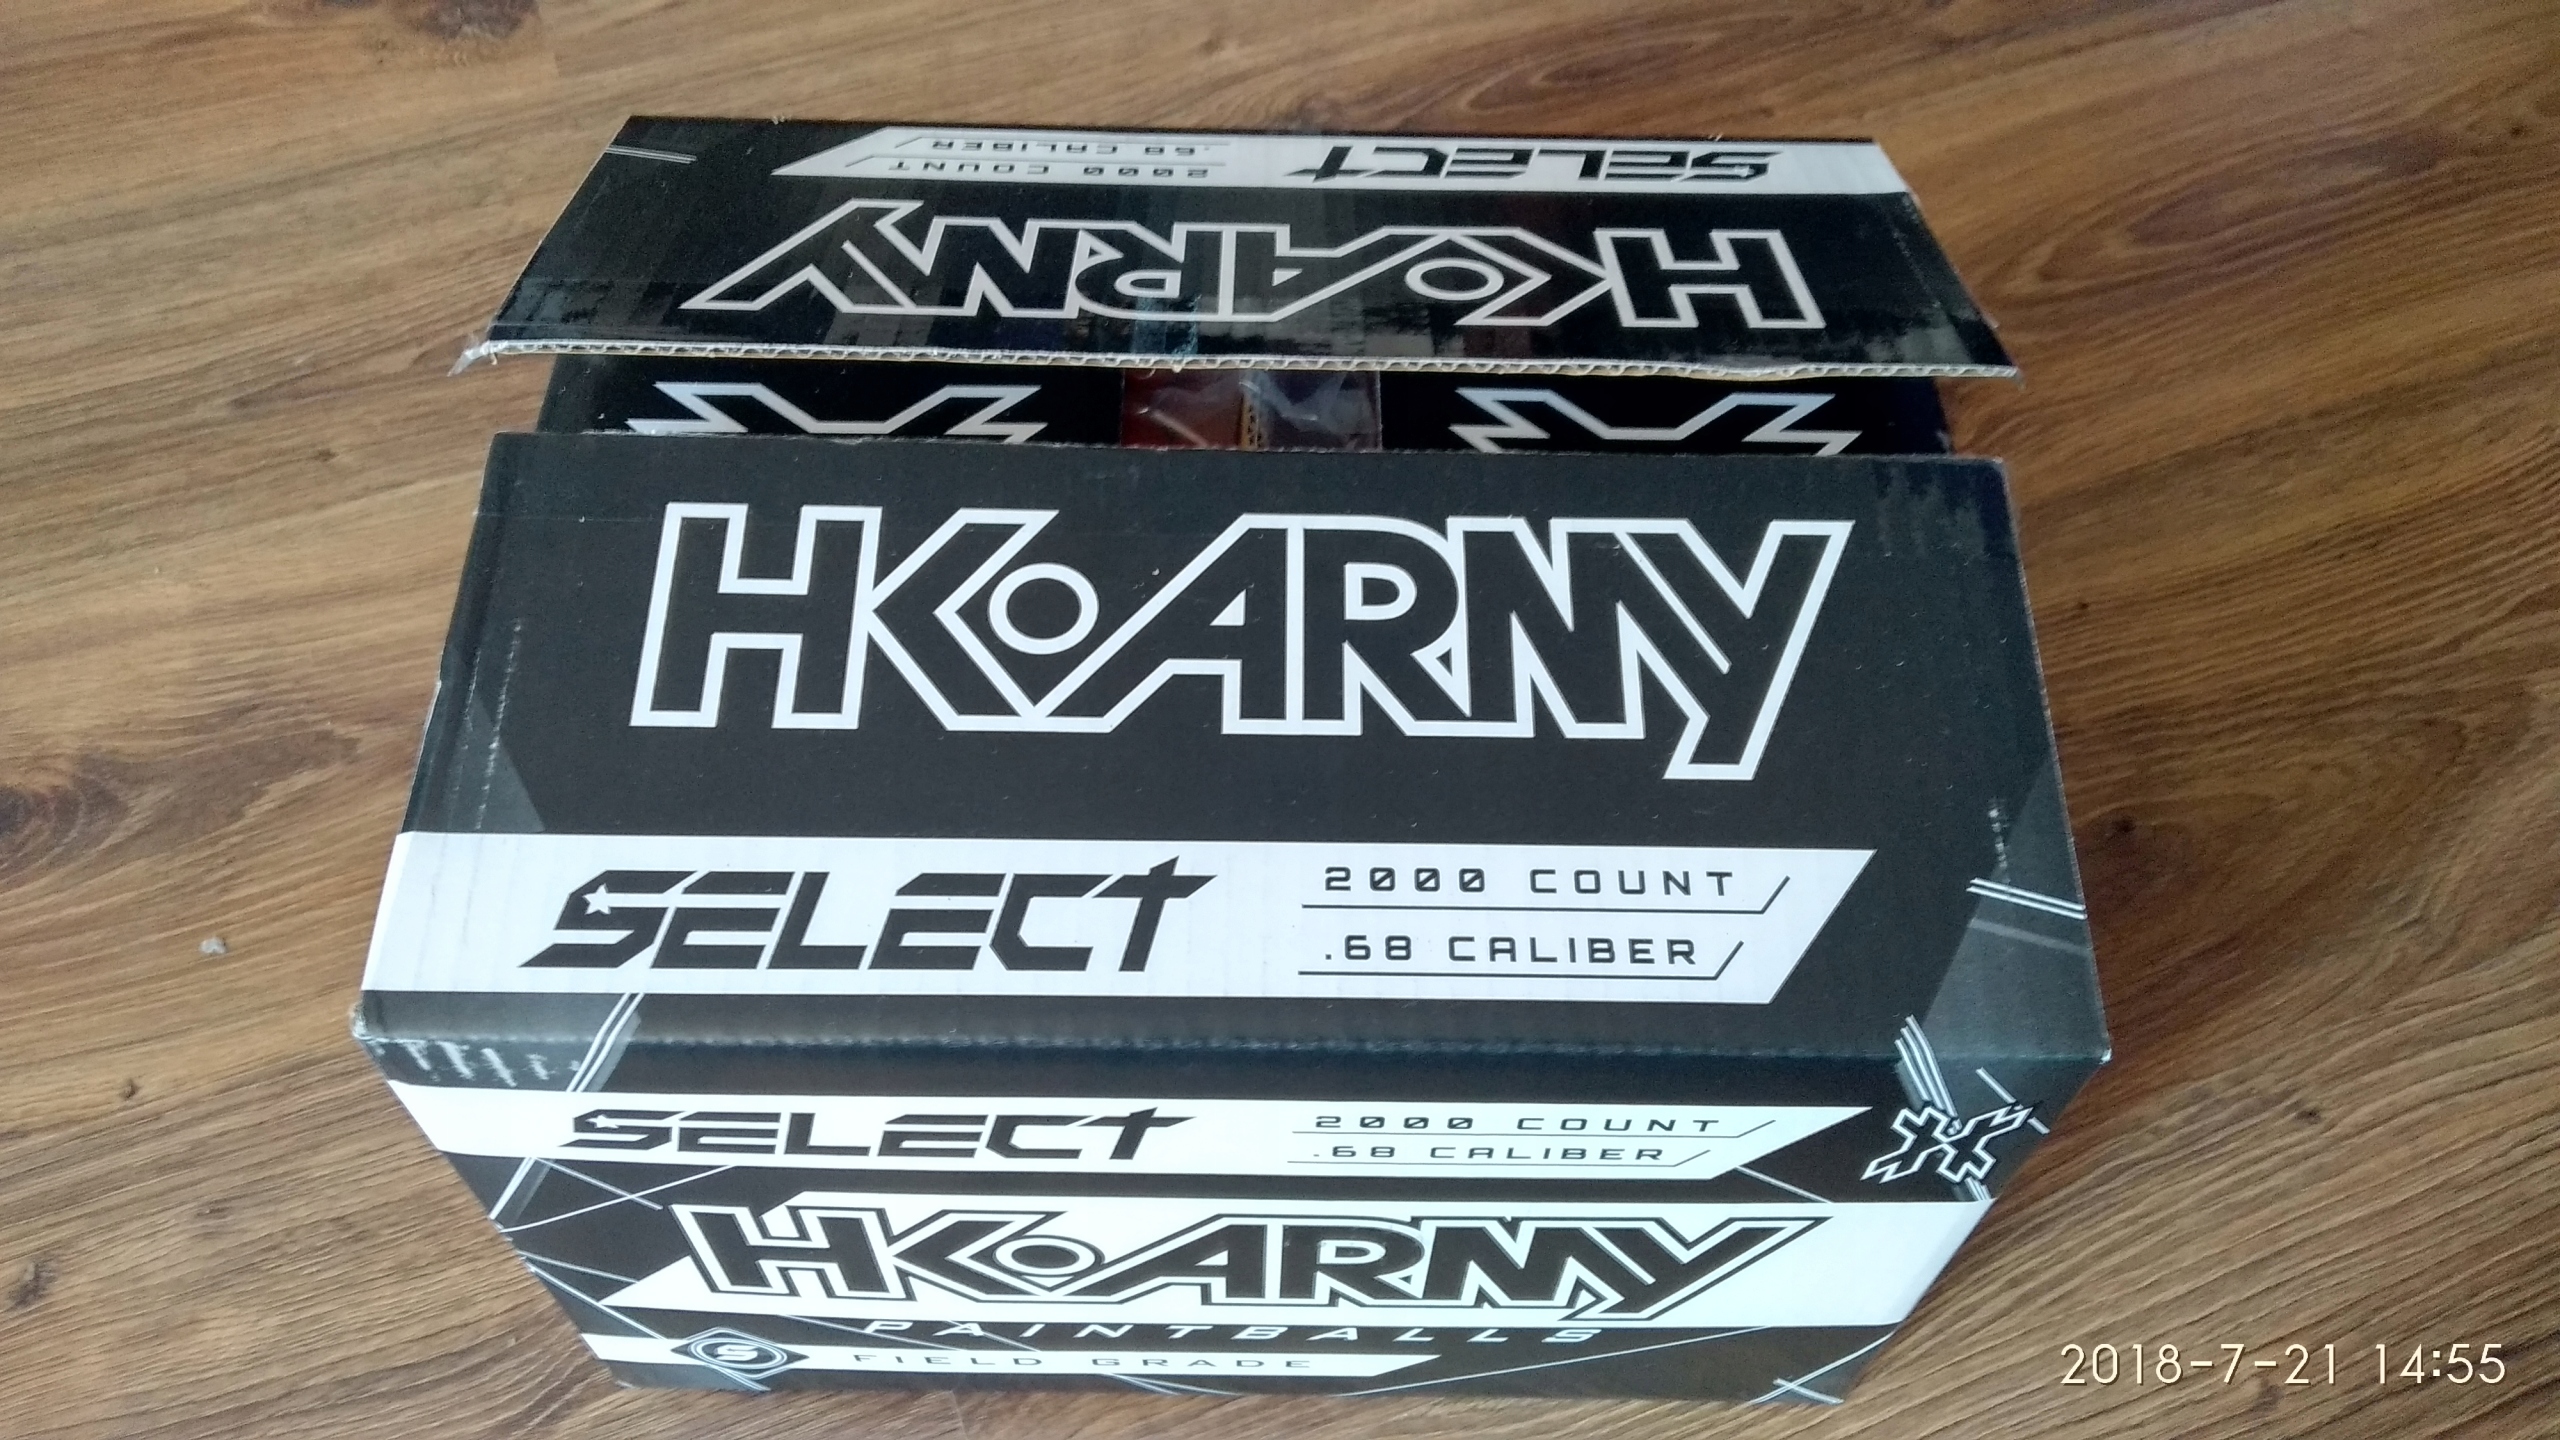 SELECT
2000 COUNT
.68 CALIBER
HK ARMY
HK ARMY
SELECT
2000 COUNT
.68 CALIBER
SELECT
2000 COUNT
.68 CALIBER
HK ARMY
PAINTBALLS
S FIELD GRADE
2018-7-21 14:55